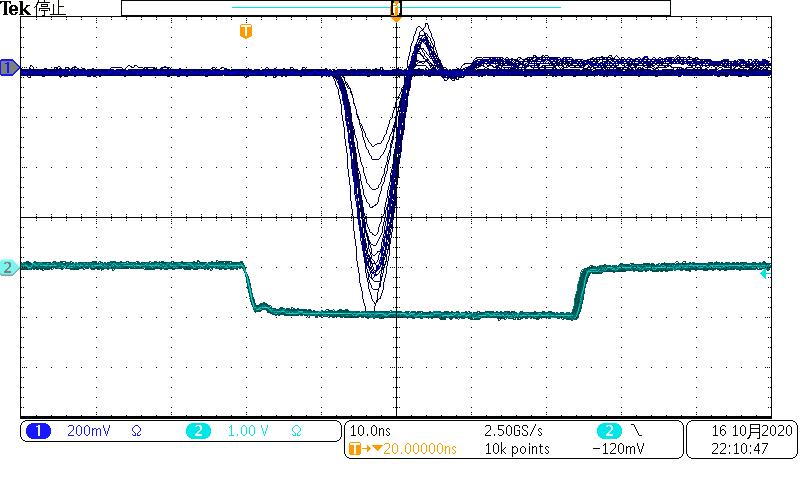 Tek 停止
T
1
2
1 200mV Ω 2 1.00 V Ω
10.0ns 2.50GS/s 2 -120mV
T→▼20.00000ns 10k points
16 10月2020
22:10:47